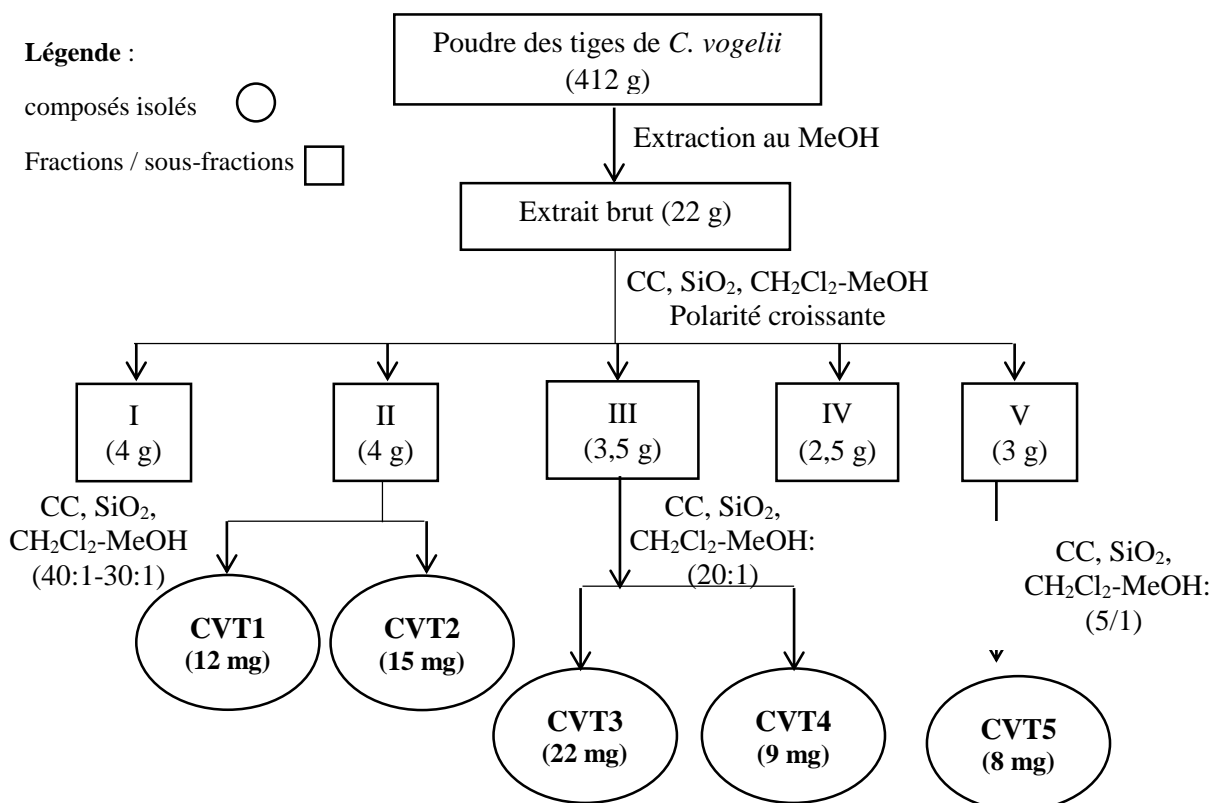 Légende :
composés isolés
Fractions / sous-fractions
Poudre des tiges de C. vogelii
(412 g)
Extraction au MeOH
Extrait brut (22 g)
CC, SiO₂, CH₂Cl₂-MeOH
Polarité croissante
I
(4 g)
II
(4 g)
III
(3,5 g)
IV
(2,5 g)
V
(3 g)
CC, SiO₂,
CH₂Cl₂-MeOH
(40:1-30:1)
CC, SiO₂,
CH₂Cl₂-MeOH:
(20:1)
CC, SiO₂,
CH₂Cl₂-MeOH:
(5/1)
CVT1
(12 mg)
CVT2
(15 mg)
CVT3
(22 mg)
CVT4
(9 mg)
CVT5
(8 mg)